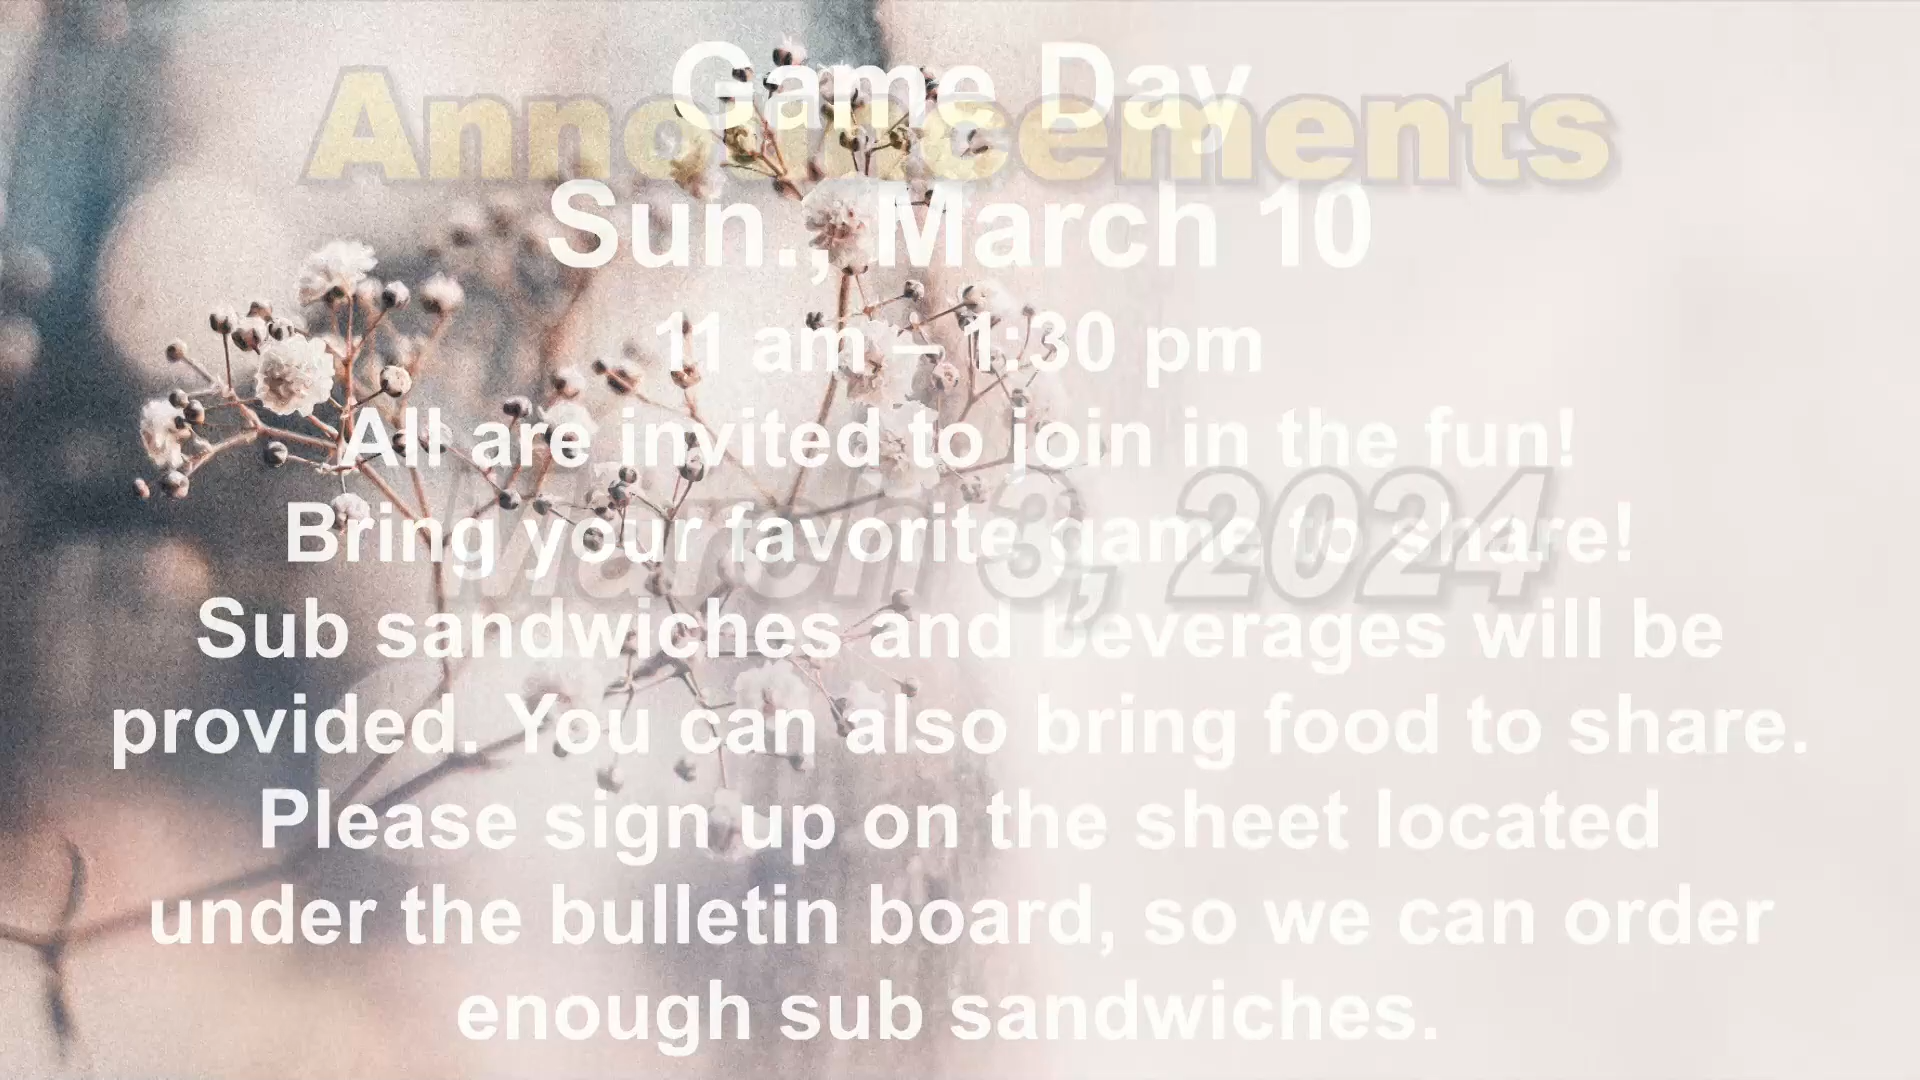 Announcements
March 3, 2024
Game Day
Sun., March 10
11 am – 1:30 pm
All are invited to join in the fun!
Bring your favorite game to share!
Sub sandwiches and beverages will be
provided. You can also bring food to share.
Please sign up on the sheet located
under the bulletin board, so we can order
enough sub sandwiches.